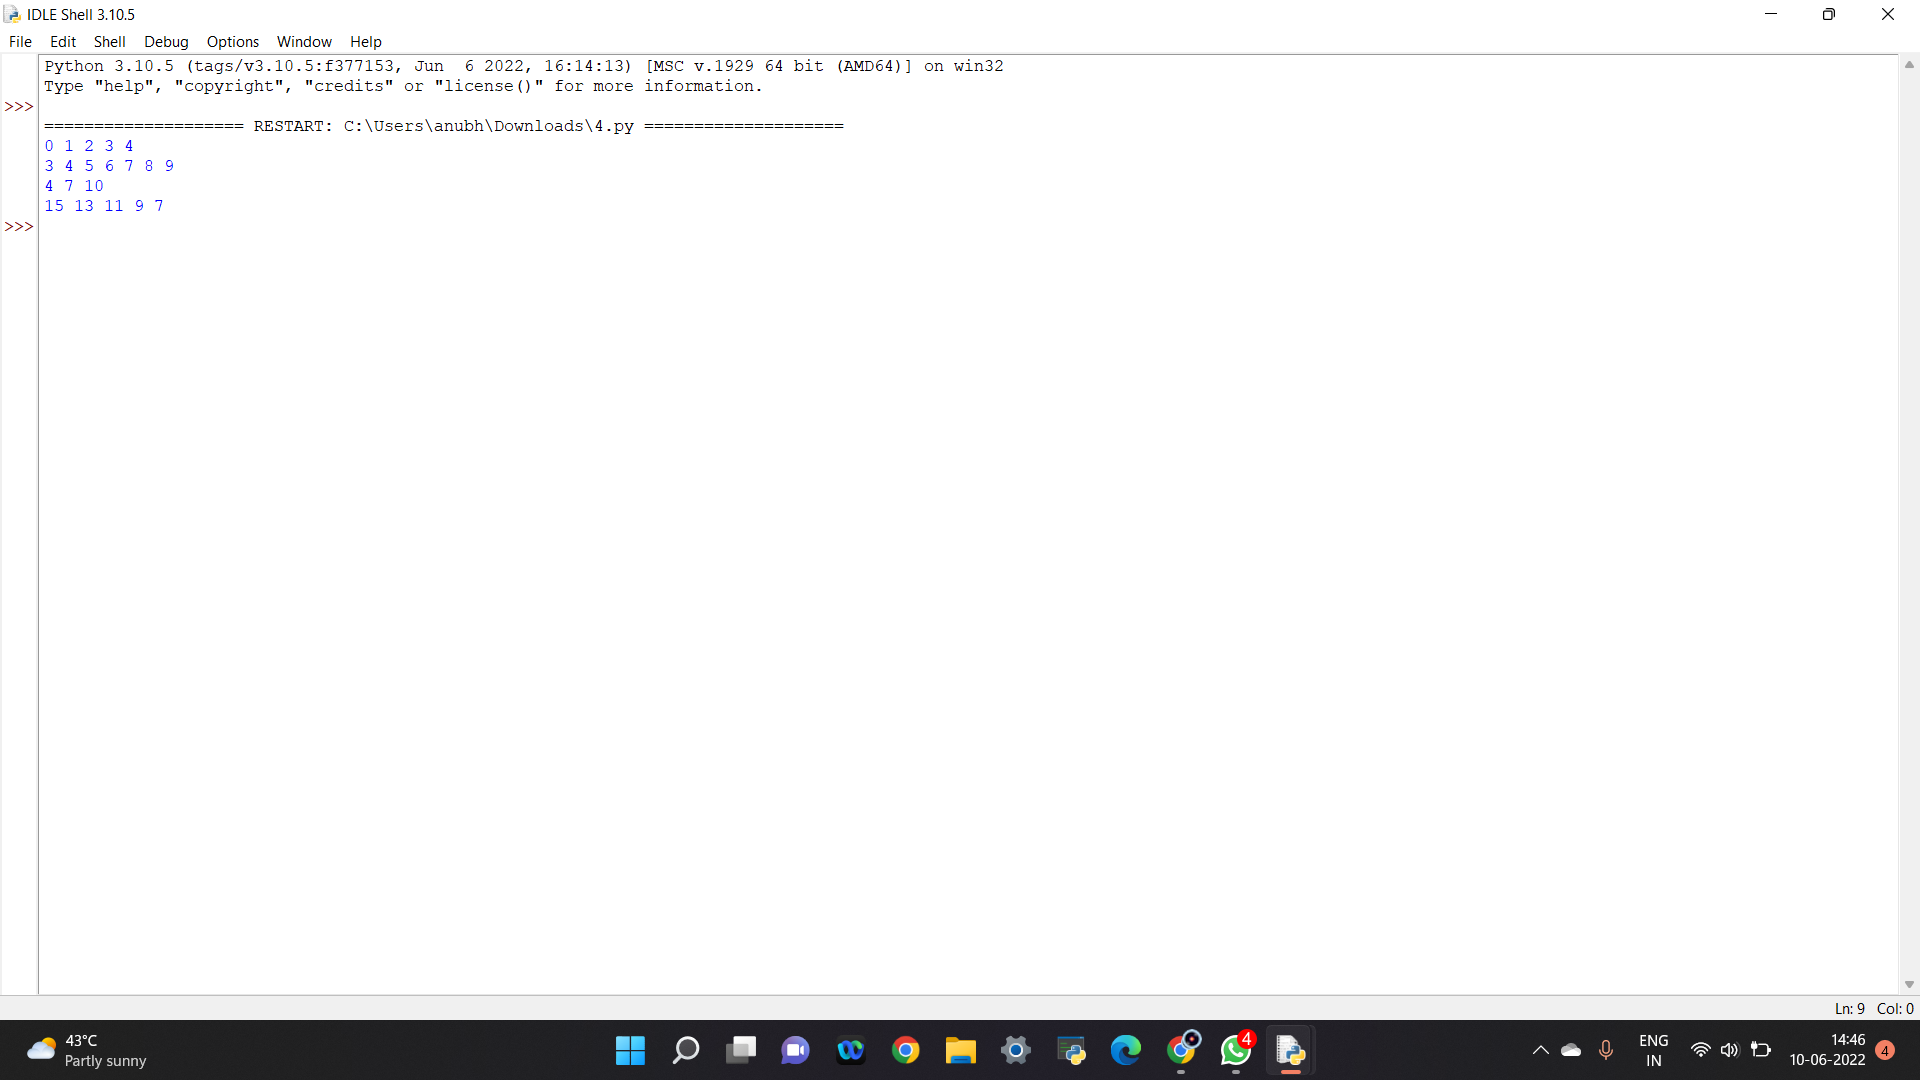 IDLE Shell 3.10.5
File Edit Shell Debug Options Window Help
Python 3.10.5 (tags/v3.10.5:f377153, Jun  6 2022, 16:14:13) [MSC v.1929 64 bit (AMD64)] on win32
Type "help", "copyright", "credits" or "license()" for more information.
>>>
==================== RESTART: C:\Users\anubh\Downloads\4.py ====================
0 1 2 3 4
3 4 5 6 7 8 9
4 7 10
15 13 11 9 7
>>>
Ln: 9 Col: 0
43°C
Partly sunny
4
ENG
IN
14:46
10-06-2022
4